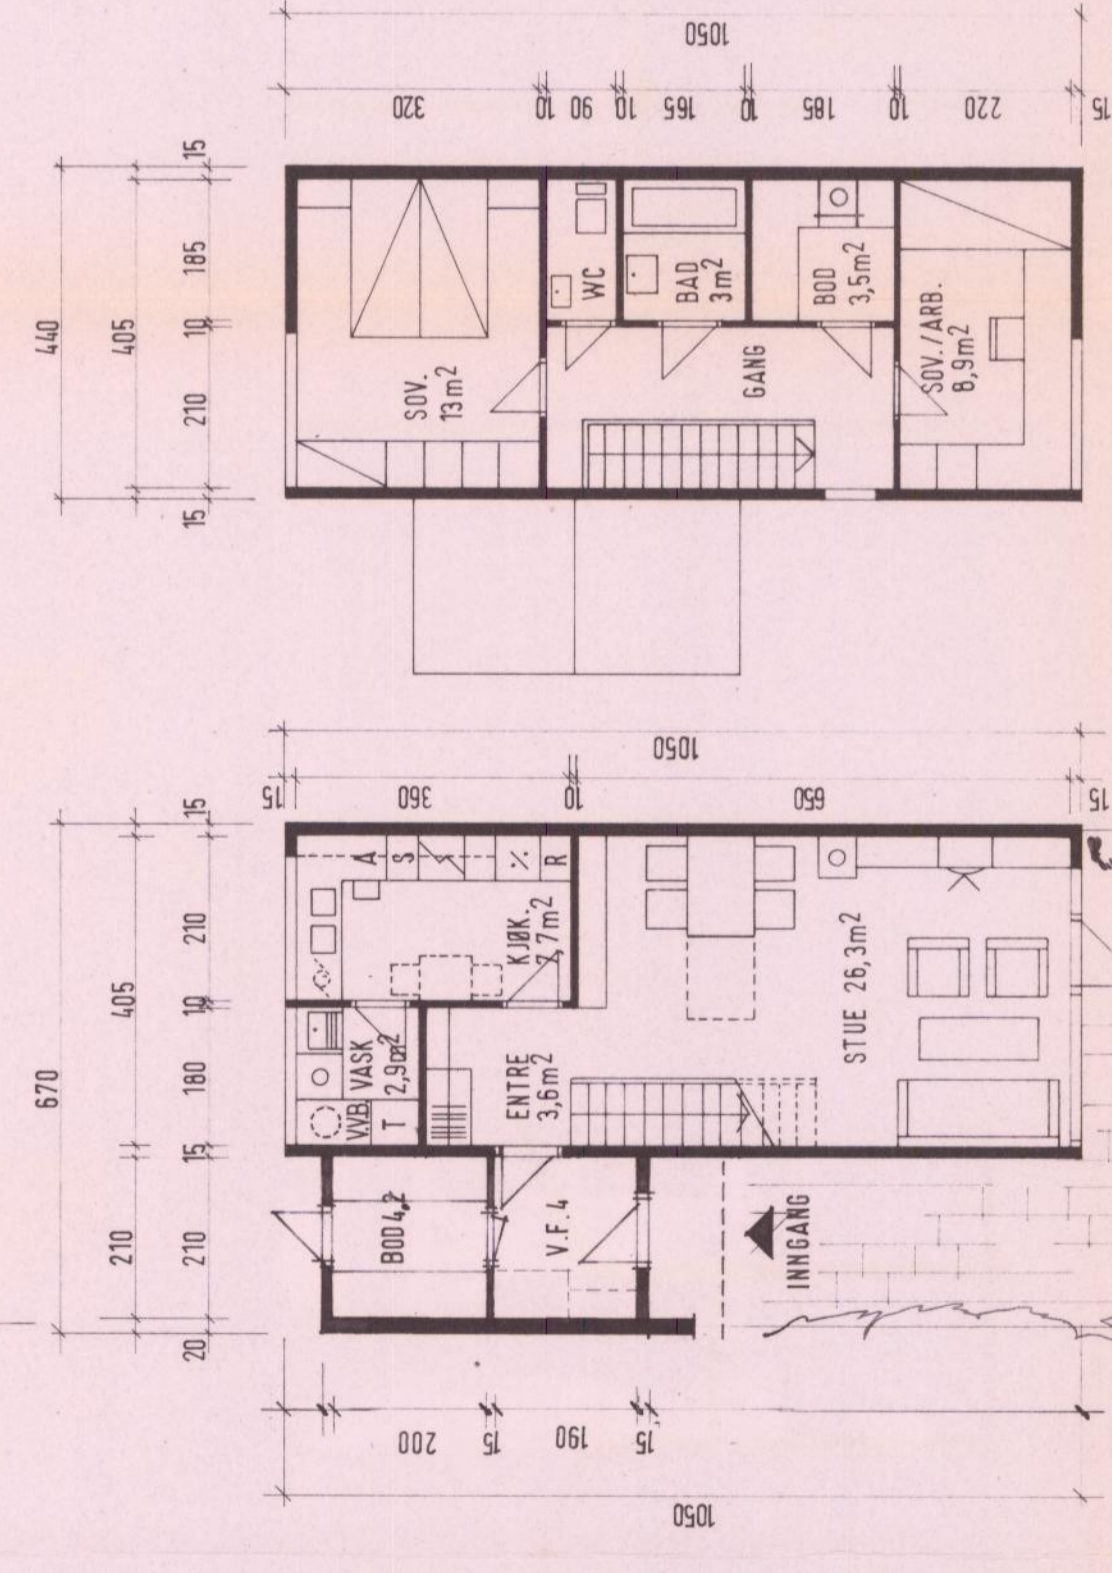 1050
320
10
90
10
165
10
185
10
220
15
440
405
15
185
10
210
15
SOV.
13m2
WC
BAD
3m2
BOD
3,5m2
GANG
SOV./ARB.
8,9m2
1050
15
360
10
650
15
670
405
210
15
210
10
180
15
210
20
A
S
R
KJØK.
7,7m2
VASK
2,9m2
V.V.B.
T
ENTRE
3,6m2
STUE 26,3m2
BOD 4,2
V.F. 4
INNGANG
200
15
190
15
1050